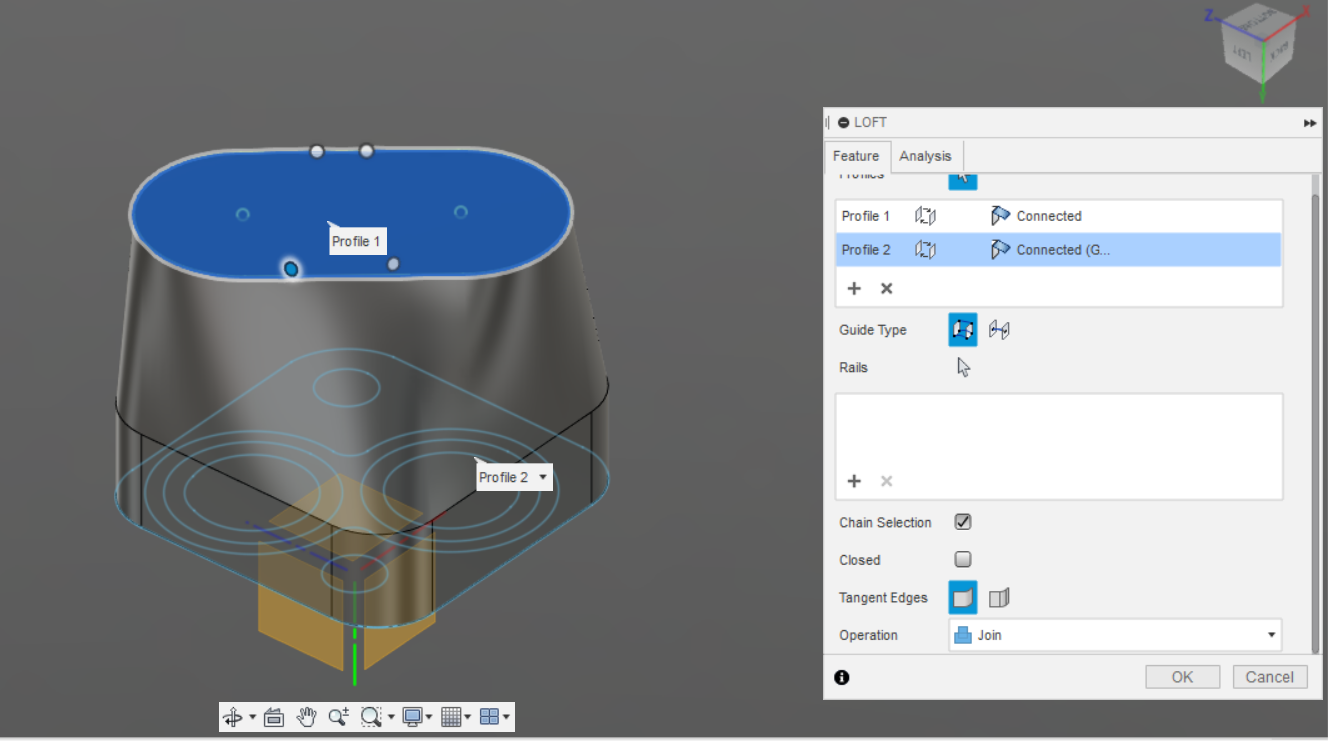 Z
X
LOFT
Feature
Analysis
Profiles
Profile 1
Connected
Profile 2
Connected (G...
Guide Type
Rails
Chain Selection
Closed
Tangent Edges
Operation
Join
OK
Cancel
Profile 1
Profile 2